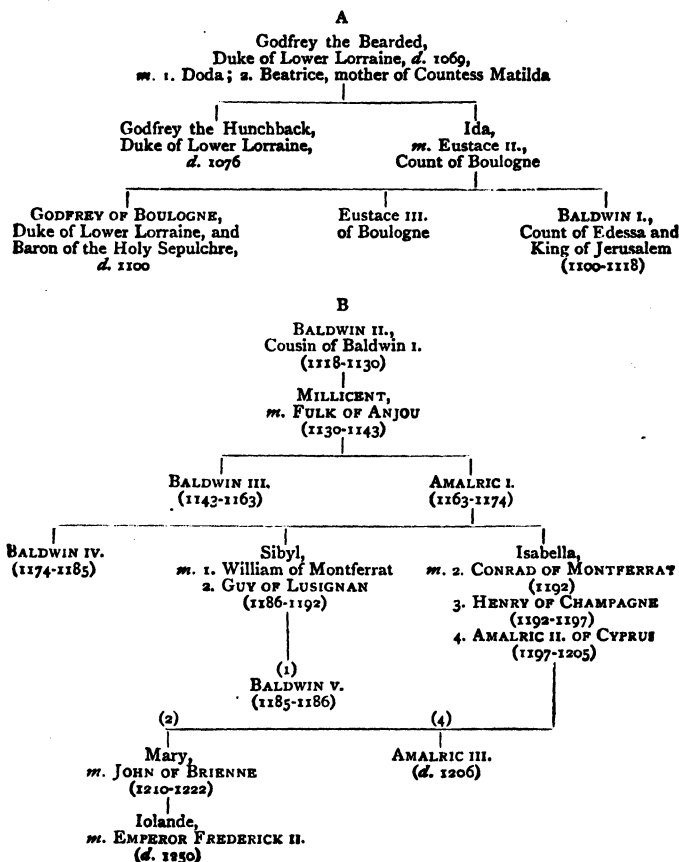 A
Godfrey the Bearded,
Duke of Lower Lorraine, d. 1069,
m. 1. Doda; 2. Beatrice, mother of Countess Matilda
Godfrey the Hunchback,
Duke of Lower Lorraine,
d. 1076
Ida,
m. Eustace II.,
Count of Boulogne
GODFREY OF BOULOGNE,
Duke of Lower Lorraine, and
Baron of the Holy Sepulchre,
d. 1100
Eustace III.
of Boulogne
BALDWIN I.,
Count of Edessa and
King of Jerusalem
(1100-1118)
B
BALDWIN II.,
Cousin of Baldwin I.
(1118-1130)
MILLICENT,
m. FULK OF ANJOU
(1130-1143)
BALDWIN III.
(1143-1163)
AMALRIC I.
(1163-1174)
BALDWIN IV.
(1174-1185)
Sibyl,
m. 1. William of Montferrat
2. GUY OF LUSIGNAN
(1186-1192)
Isabella,
m. 2. CONRAD OF MONTFERRAT
(1192)
3. HENRY OF CHAMPAGNE
(1192-1197)
4. AMALRIC II. OF CYPRUS
(1197-1205)
(1)
BALDWIN V.
(1185-1186)
(2)
(4)
Mary,
m. JOHN OF BRIENNE
(1210-1222)
AMALRIC III.
(d. 1206)
Iolande,
m. EMPEROR FREDERICK II.
(d. 1250)